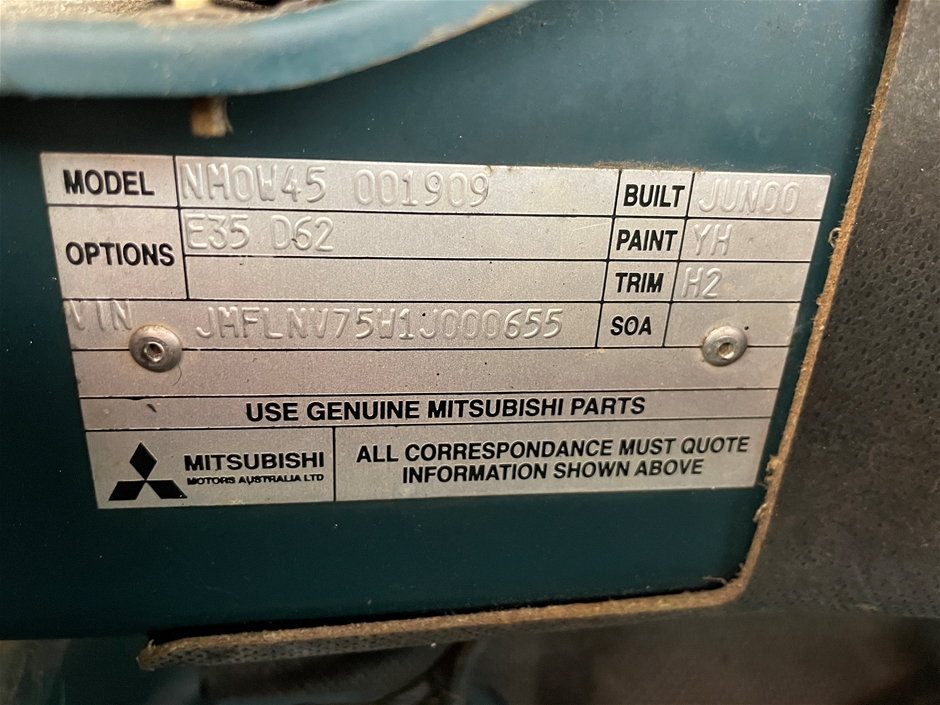 MODEL NM0W45 001909 BUILT JUN00
OPTIONS E35 D62 PAINT YH
TRIM H2
VIN JMFLNV75W1J000655 SOA
USE GENUINE MITSUBISHI PARTS
MITSUBISHI
MOTORS AUSTRALIA LTD
ALL CORRESPONDANCE MUST QUOTE
INFORMATION SHOWN ABOVE